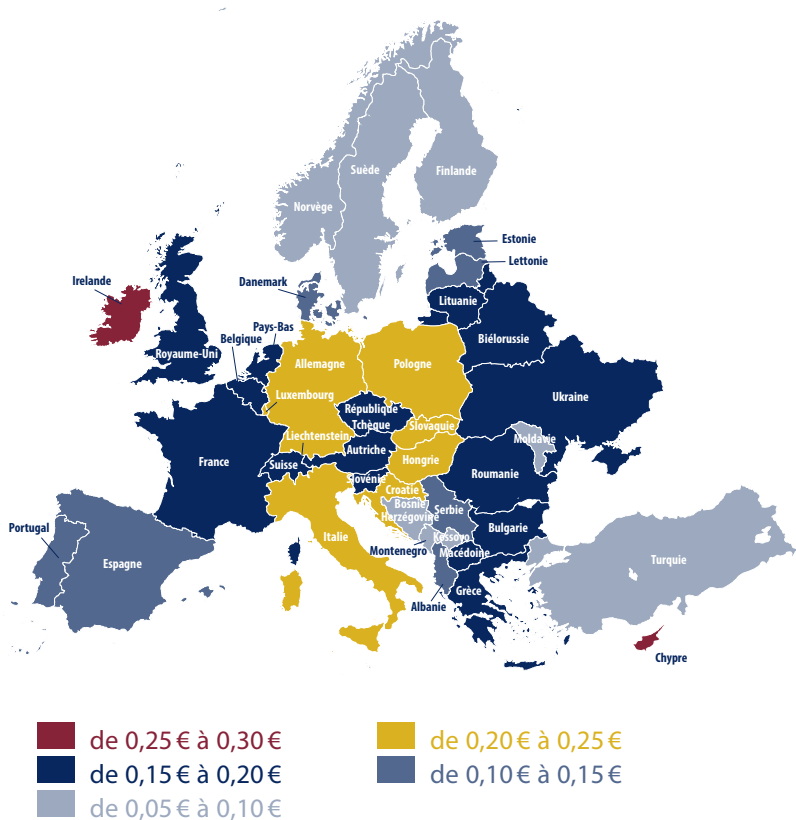 Suède
Finlande
Norvège
Estonie
Lettonie
Irelande
Danemark
Lituanie
Pays-Bas
Belgique
Royaume-Uni
Biélorussie
Allemagne
Pologne
Luxembourg
Ukraine
République
Tchèque
Slovaquie
Liechtenstein
Moldavie
Autriche
France
Suisse
Hongrie
Roumanie
Slovénie
Croatie
Bosnie
Herzégovine
Serbie
Portugal
Bulgarie
Italie
Kossovo
Montenegro
Macédoine
Espagne
Turquie
Grèce
Albanie
Chypre
de 0,25 € à 0,30 €
de 0,20 € à 0,25 €
de 0,15 € à 0,20 €
de 0,10 € à 0,15 €
de 0,05 € à 0,10 €